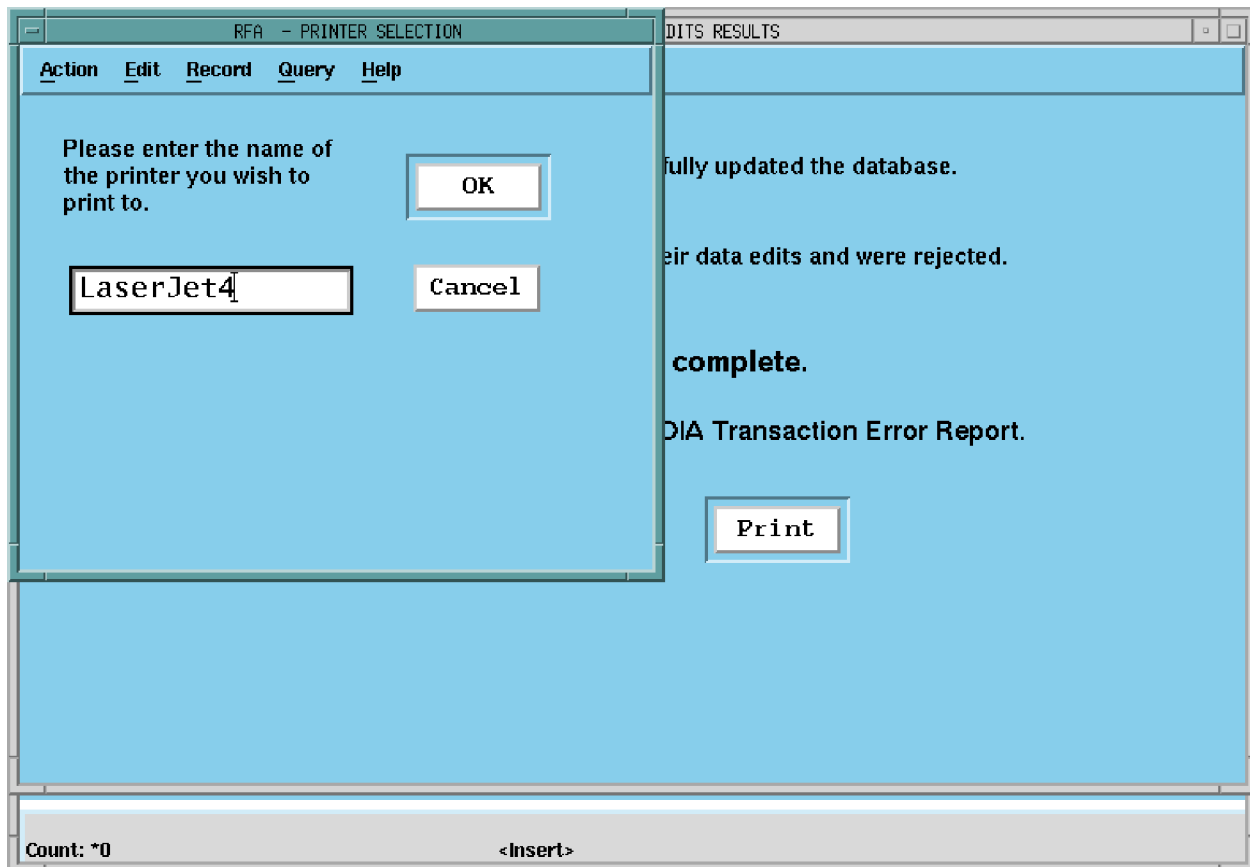 RFA - PRINTER SELECTION
DITS RESULTS
Action Edit Record Query Help
Please enter the name of
the printer you wish to
print to.
OK
LaserJet4
Cancel
fully updated the database.
eir data edits and were rejected.
complete.
DIA Transaction Error Report.
Print
Count: *0 <Insert>